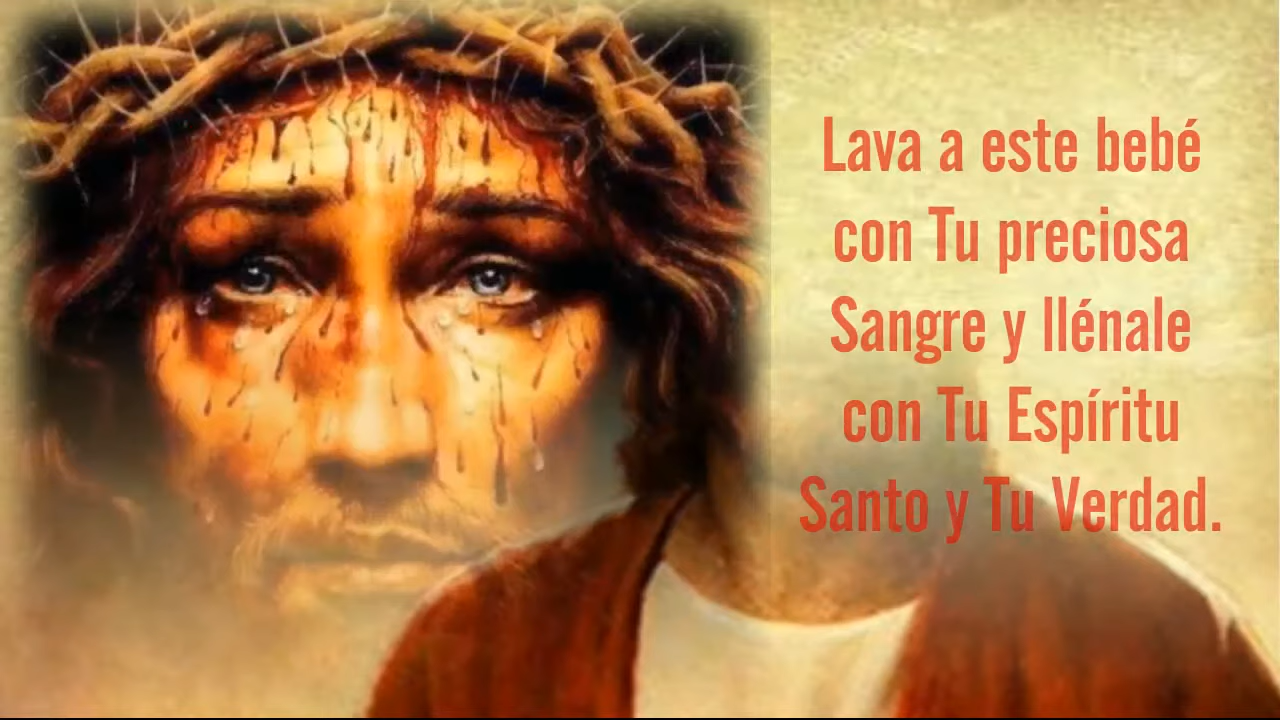 Lava a este bebé
con Tu preciosa
Sangre y llénale
con Tu Espíritu
Santo y Tu Verdad.